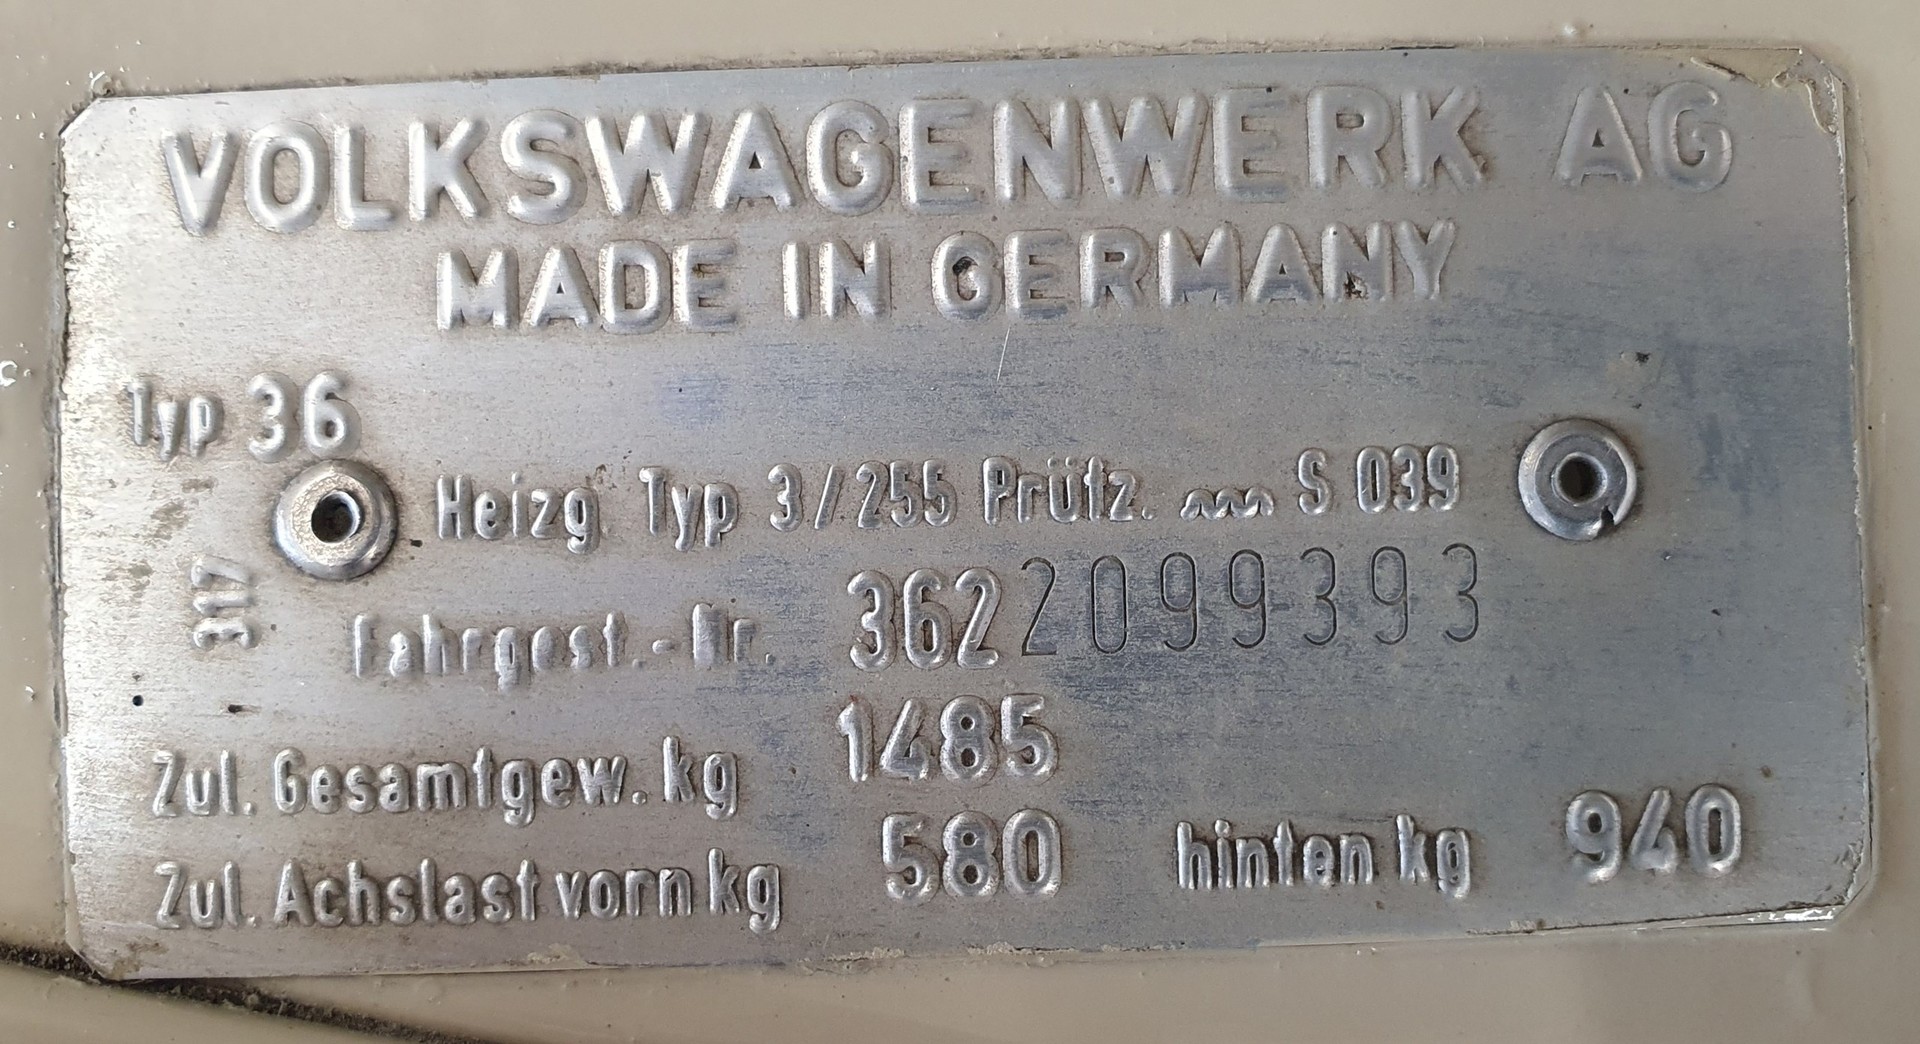 VOLKSWAGENWERK AG
MADE IN GERMANY
Typ 36
Heizg. Typ 3/255 Prütz. S 039
317
Fahrgest.-Nr. 3622099393
Zul. Gesamtgew. kg 1485
Zul. Achslast vorn kg 580 hinten kg 940